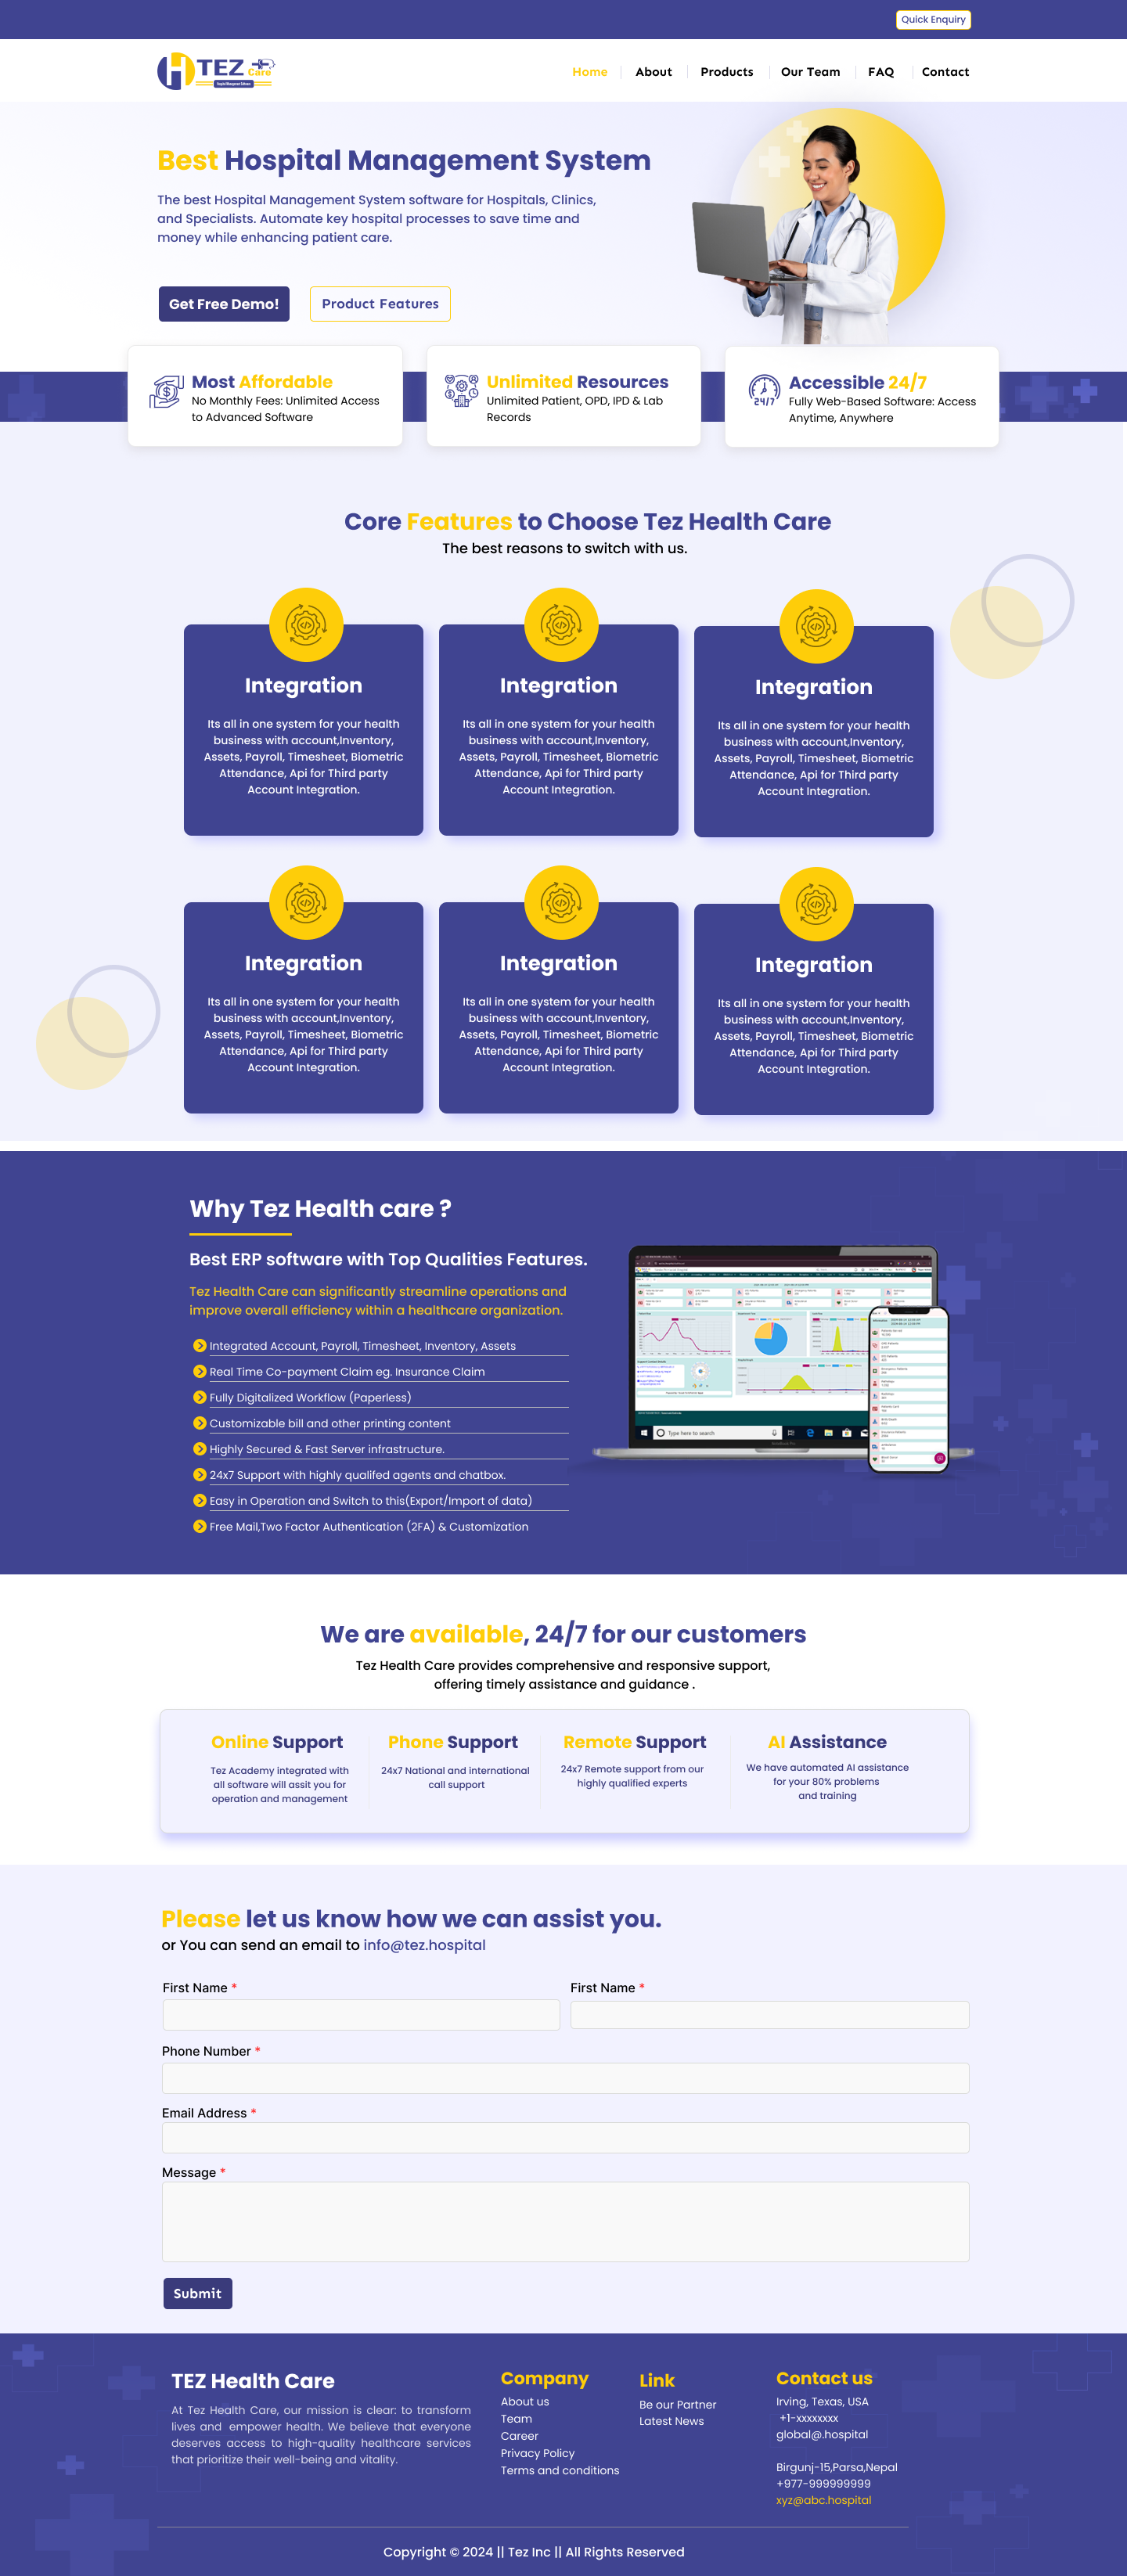 Quick Enquiry
TEZ
Care
Hospital Management Software
Home
About
Products
Our Team
FAQ
Contact
Best Hospital Management System
The best Hospital Management System software for Hospitals, Clinics,
and Specialists. Automate key hospital processes to save time and
money while enhancing patient care.
Get Free Demo!
Product Features
Most Affordable
No Monthly Fees: Unlimited Access
to Advanced Software
Unlimited Resources
Unlimited Patient, OPD, IPD & Lab
Records
24/7
Accessible 24/7
Fully Web-Based Software: Access
Anytime, Anywhere
Core Features to Choose Tez Health Care
The best reasons to switch with us.
Integration
Its all in one system for your health
business with account,Inventory,
Assets, Payroll, Timesheet, Biometric
Attendance, Api for Third party
Account Integration.
Integration
Its all in one system for your health
business with account,Inventory,
Assets, Payroll, Timesheet, Biometric
Attendance, Api for Third party
Account Integration.
Integration
Its all in one system for your health
business with account,Inventory,
Assets, Payroll, Timesheet, Biometric
Attendance, Api for Third party
Account Integration.
Integration
Its all in one system for your health
business with account,Inventory,
Assets, Payroll, Timesheet, Biometric
Attendance, Api for Third party
Account Integration.
Integration
Its all in one system for your health
business with account,Inventory,
Assets, Payroll, Timesheet, Biometric
Attendance, Api for Third party
Account Integration.
Integration
Its all in one system for your health
business with account,Inventory,
Assets, Payroll, Timesheet, Biometric
Attendance, Api for Third party
Account Integration.
Why Tez Health care ?
Best ERP software with Top Qualities Features.
Tez Health Care can significantly streamline operations and
improve overall efficiency within a healthcare organization.
Integrated Account, Payroll, Timesheet, Inventory, Assets
Real Time Co-payment Claim eg. Insurance Claim
Fully Digitalized Workflow (Paperless)
Customizable bill and other printing content
Highly Secured & Fast Server infrastructure.
24x7 Support with highly qualifed agents and chatbox.
Easy in Operation and Switch to this(Export/Import of data)
Free Mail,Two Factor Authentication (2FA) & Customization
Type here to search
We are available, 24/7 for our customers
Tez Health Care provides comprehensive and responsive support,
offering timely assistance and guidance .
Online Support
Tez Academy integrated with
all software will assit you for
operation and management
Phone Support
24x7 National and international
call support
Remote Support
24x7 Remote support from our
highly qualified experts
AI Assistance
We have automated AI assistance
for your 80% problems
and training
Please let us know how we can assist you.
or You can send an email to info@tez.hospital
First Name *
First Name *
Phone Number *
Email Address *
Message *
Submit
TEZ Health Care
At Tez Health Care, our mission is clear: to transform
lives and empower health. We believe that everyone
deserves access to high-quality healthcare services
that prioritize their well-being and vitality.
Company
About us
Team
Career
Privacy Policy
Terms and conditions
Link
Be our Partner
Latest News
Contact us
Irving, Texas, USA
+1-xxxxxxxx
global@.hospital
Birgunj-15,Parsa,Nepal
+977-999999999
xyz@abc.hospital
Copyright © 2024 || Tez Inc || All Rights Reserved